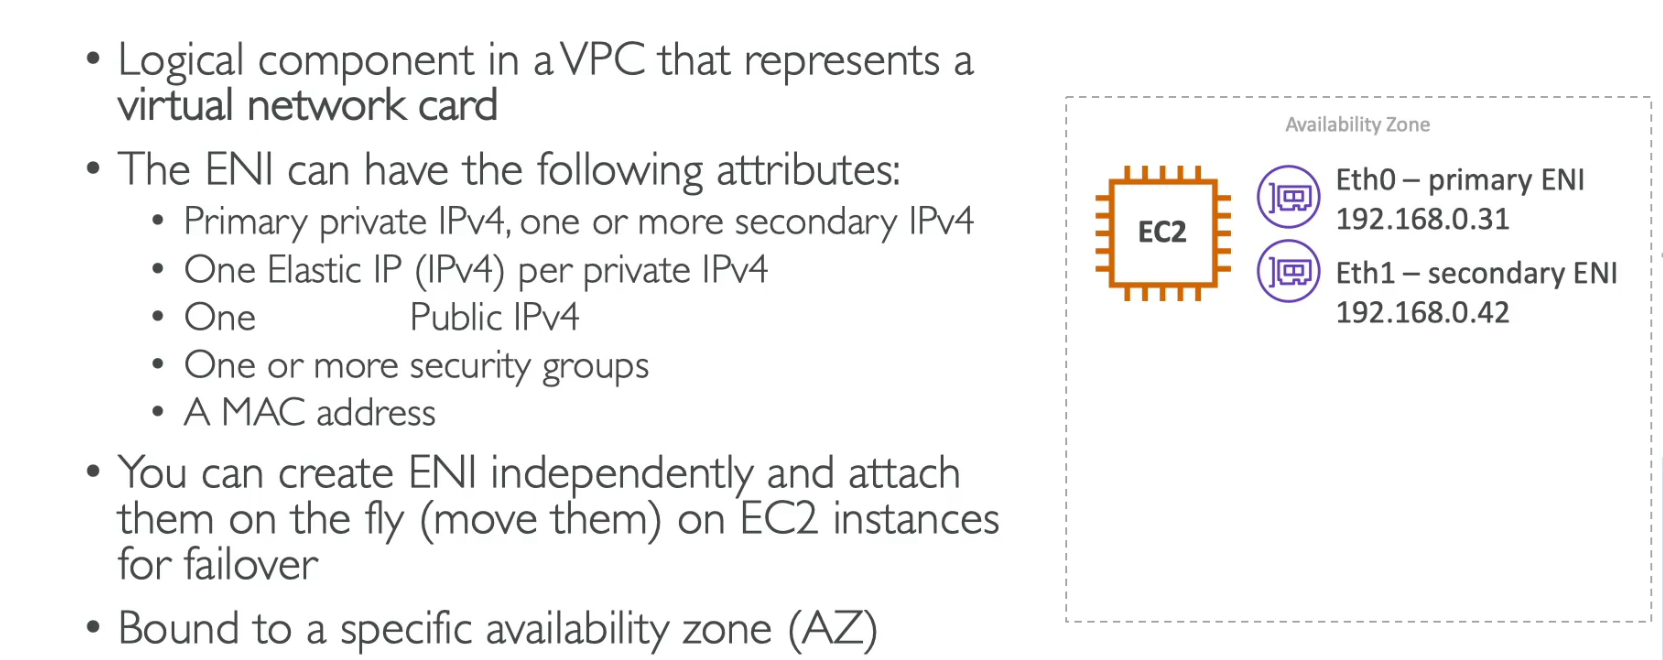 • Logical component in a VPC that represents a
virtual network card
• The ENI can have the following attributes:
• Primary private IPv4, one or more secondary IPv4
• One Elastic IP (IPv4) per private IPv4
• One Public IPv4
• One or more security groups
• A MAC address
• You can create ENI independently and attach
them on the fly (move them) on EC2 instances
for failover
• Bound to a specific availability zone (AZ)
Availability Zone
EC2
Eth0 – primary ENI
192.168.0.31
Eth1 – secondary ENI
192.168.0.42